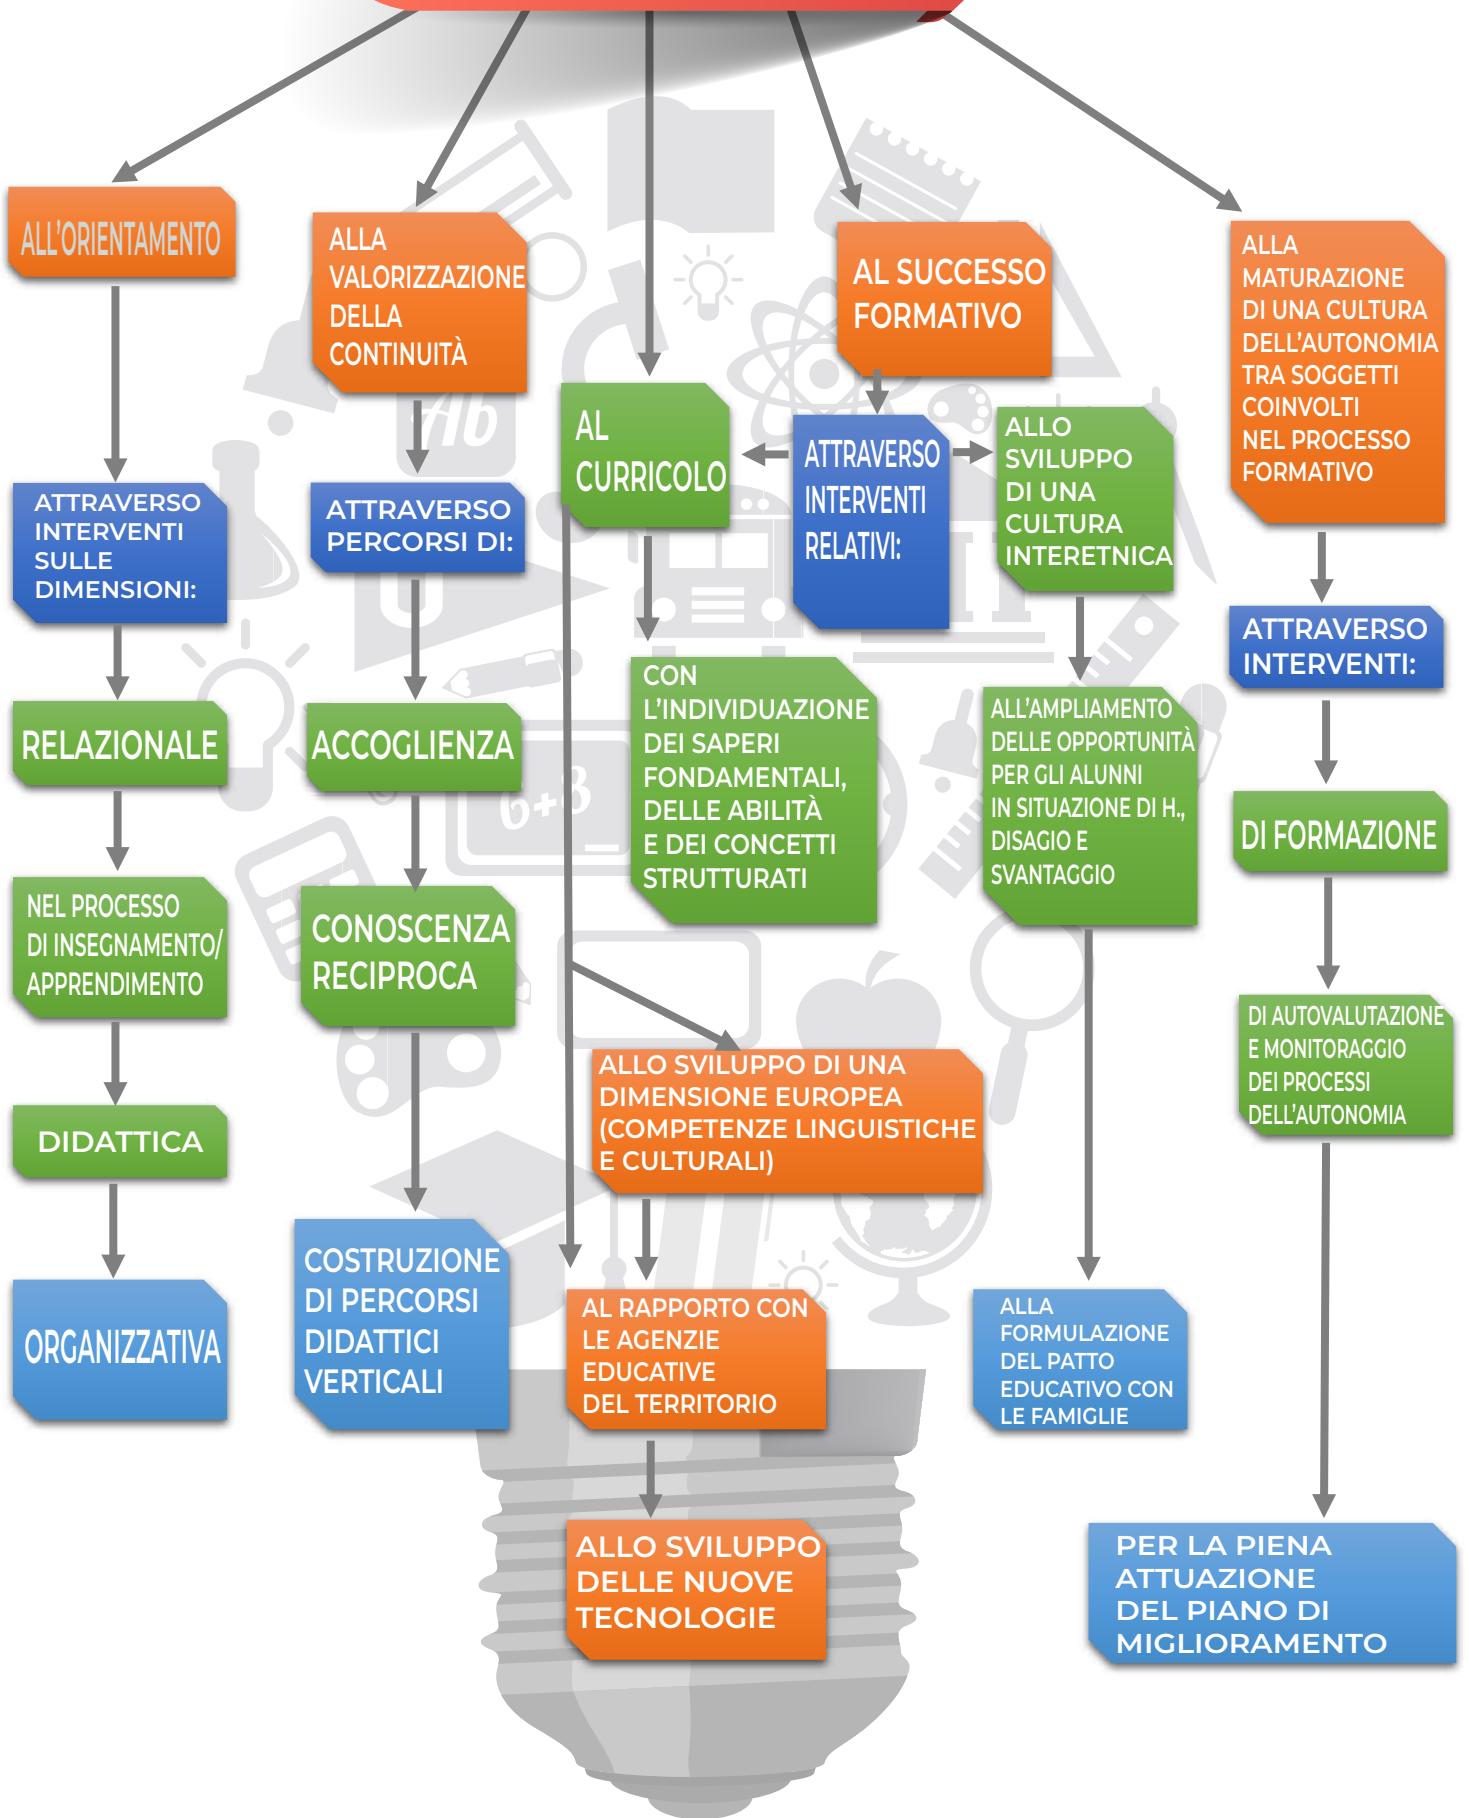 ALL'ORIENTAMENTO
ATTRAVERSO
INTERVENTI
SULLE
DIMENSIONI:
RELAZIONALE
NEL PROCESSO
DI INSEGNAMENTO/
APPRENDIMENTO
DIDATTICA
ORGANIZZATIVA
ALLA
VALORIZZAZIONE
DELLA
CONTINUITÀ
ATTRAVERSO
PERCORSI DI:
ACCOGLIENZA
CONOSCENZA
RECIPROCA
COSTRUZIONE
DI PERCORSI
DIDATTICI
VERTICALI
AL
CURRICOLO
CON
L'INDIVIDUAZIONE
DEI SAPERI
FONDAMENTALI,
DELLE ABILITÀ
E DEI CONCETTI
STRUTTURATI
ALLO SVILUPPO DI UNA
DIMENSIONE EUROPEA
(COMPETENZE LINGUISTICHE
E CULTURALI)
AL RAPPORTO CON
LE AGENZIE
EDUCATIVE
DEL TERRITORIO
ALLO SVILUPPO
DELLE NUOVE
TECNOLOGIE
AL SUCCESSO
FORMATIVO
ATTRAVERSO
INTERVENTI
RELATIVI:
ALLO
SVILUPPO
DI UNA
CULTURA
INTERETNICA
ALL'AMPLIAMENTO
DELLE OPPORTUNITÀ
PER GLI ALUNNI
IN SITUAZIONE DI H.,
DISAGIO E
SVANTAGGIO
ALLA
FORMULAZIONE
DEL PATTO
EDUCATIVO CON
LE FAMIGLIE
ALLA
MATURAZIONE
DI UNA CULTURA
DELL'AUTONOMIA
TRA SOGGETTI
COINVOLTI
NEL PROCESSO
FORMATIVO
ATTRAVERSO
INTERVENTI:
DI FORMAZIONE
DI AUTOVALUTAZIONE
E MONITORAGGIO
DEI PROCESSI
DELL'AUTONOMIA
PER LA PIENA
ATTUAZIONE
DEL PIANO DI
MIGLIORAMENTO
Ab
6+8